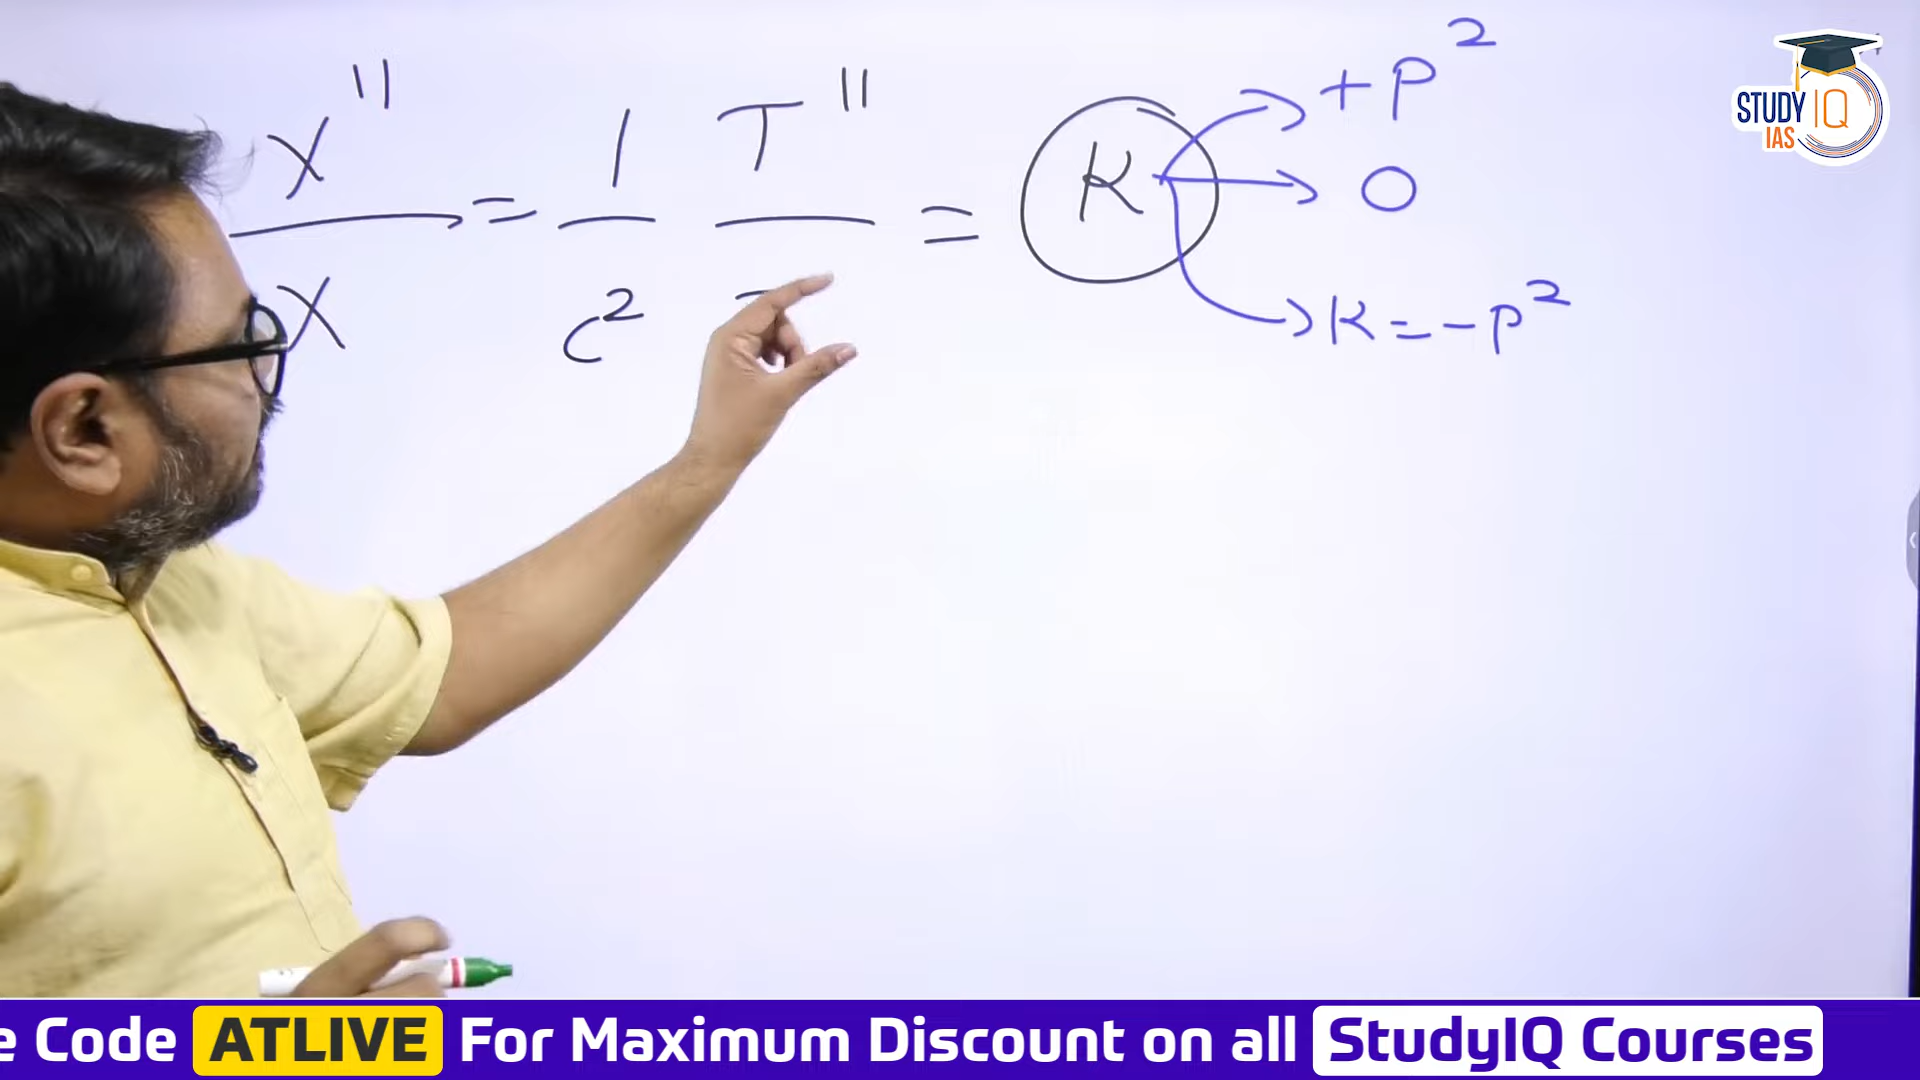 X'' / X = 1 / c² T'' / = K
+ P²
0
K = - P²
STUDY IQ
IAS
e Code ATLIVE For Maximum Discount on all StudyIQ Courses